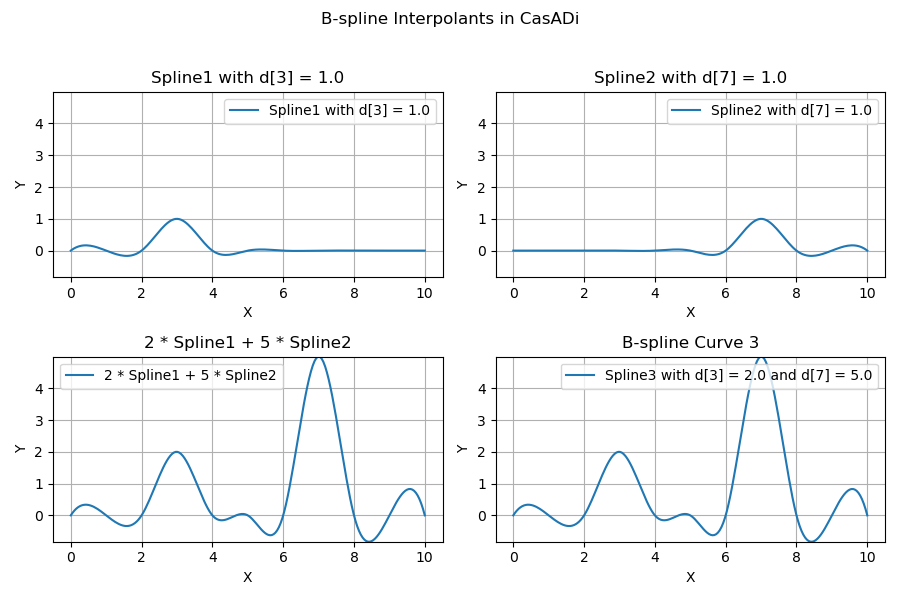 B-spline Interpolants in CasADi
Spline1 with d[3] = 1.0
Spline1 with d[3] = 1.0
Y
4
3
2
1
0
0 2 4 6 8 10
X
Spline2 with d[7] = 1.0
Spline2 with d[7] = 1.0
Y
4
3
2
1
0
0 2 4 6 8 10
X
2 * Spline1 + 5 * Spline2
2 * Spline1 + 5 * Spline2
Y
4
3
2
1
0
0 2 4 6 8 10
X
B-spline Curve 3
Spline3 with d[3] = 2.0 and d[7] = 5.0
Y
4
3
2
1
0
0 2 4 6 8 10
X